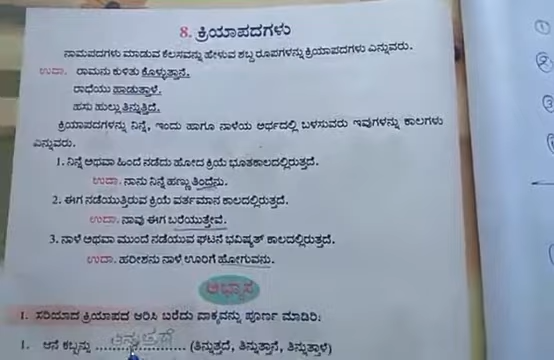 8. ಕ್ರಿಯಾಪದಗಳು
ನಾಮಪದಗಳು ಮಾಡುವ ಕೆಲಸವನ್ನು ಹೇಳುವ ಶಬ್ದ ರೂಪಗಳನ್ನು ಕ್ರಿಯಾಪದಗಳು ಎನ್ನುವರು.
ಉದಾ. ರಾಮನು ಕುಳಿತು ಕೊಳ್ಳುತ್ತಾನೆ.
ರಾಧೆಯು ಹಾಡುತ್ತಾಳೆ.
ಹಸು ಹುಲ್ಲು ತಿನ್ನುತ್ತಿದೆ.
ಕ್ರಿಯಾಪದಗಳನ್ನು ನಿನ್ನೆ, ಇಂದು ಹಾಗೂ ನಾಳೆಯ ಅರ್ಥದಲ್ಲಿ ಬಳಸುವರು ಇವುಗಳನ್ನು ಕಾಲಗಳು
ಎನ್ನುವರು.
1. ನಿನ್ನೆ ಅಥವಾ ಹಿಂದೆ ನಡೆದು ಹೋದ ಕ್ರಿಯೆ ಭೂತಕಾಲದಲ್ಲಿರುತ್ತದೆ.
ಉದಾ. ನಾನು ನಿನ್ನೆ ಹಣ್ಣು ತಿಂದೆನು.
2. ಈಗ ನಡೆಯುತ್ತಿರುವ ಕ್ರಿಯೆ ವರ್ತಮಾನ ಕಾಲದಲ್ಲಿರುತ್ತದೆ.
ಉದಾ. ನಾವು ಈಗ ಬರೆಯುತ್ತೇವೆ.
3. ನಾಳೆ ಅಥವಾ ಮುಂದೆ ನಡೆಯುವ ಘಟನೆ ಭವಿಷ್ಯತ್ ಕಾಲದಲ್ಲಿರುತ್ತದೆ.
ಉದಾ. ಹರೀಶನು ನಾಳೆ ಊರಿಗೆ ಹೋಗುವನು.
ಅಭ್ಯಾಸ
1. ಸರಿಯಾದ ಕ್ರಿಯಾಪದ ಆರಿಸಿ ಬರೆದು ವಾಕ್ಯವನ್ನು ಪೂರ್ಣ ಮಾಡಿರಿ:
1. ಆನೆ ಕಬ್ಬನ್ನು ತಿನ್ನುತ್ತದೆ (ತಿನ್ನುತ್ತದೆ, ತಿನ್ನುತ್ತಾನೆ, ತಿನ್ನುತ್ತಾಳೆ)